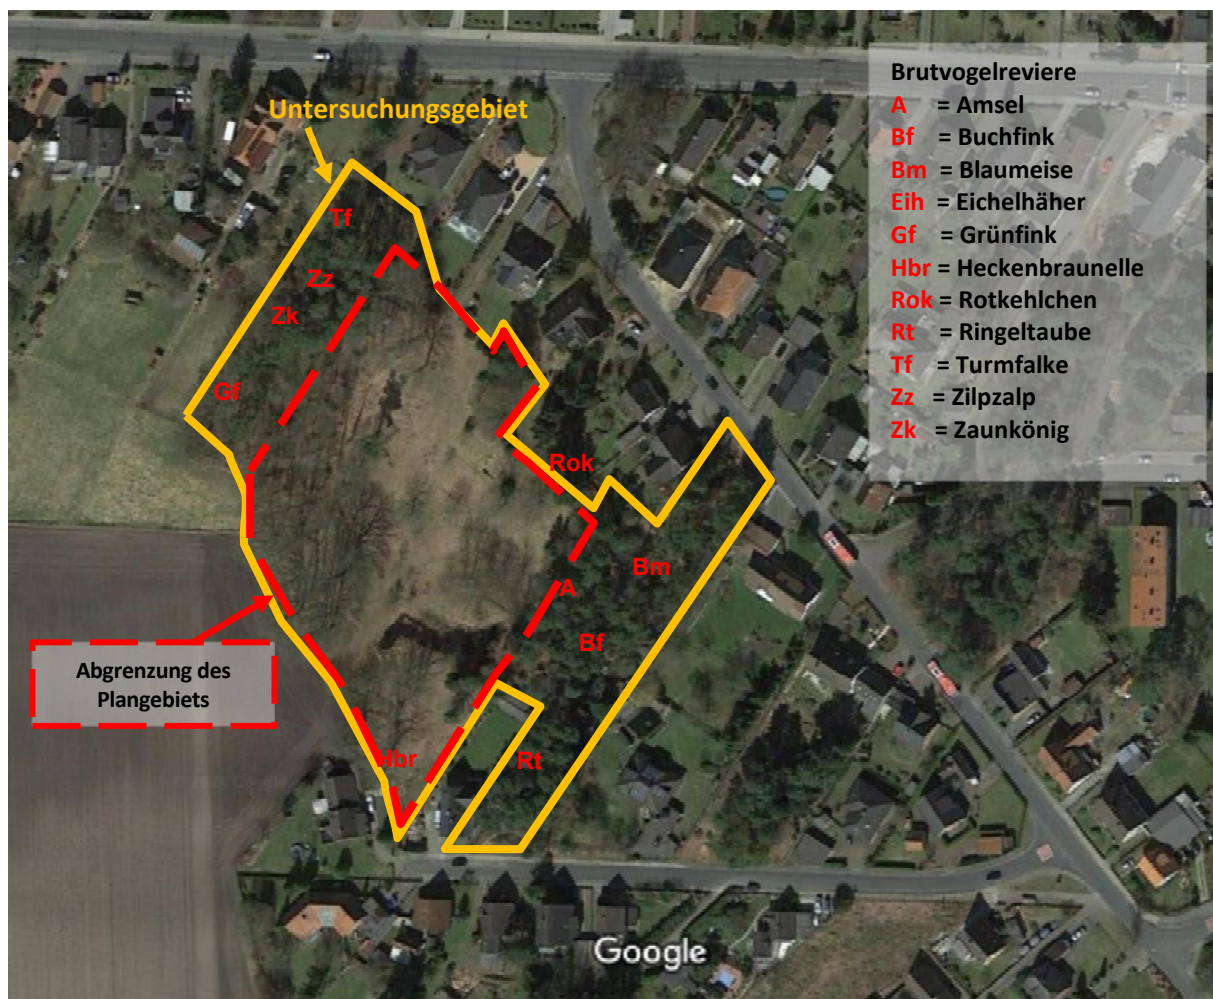 Untersuchungsgebiet
Brutvogelreviere
A = Amsel
Bf = Buchfink
Bm = Blaumeise
Eih = Eichelhäher
Gf = Grünfink
Hbr = Heckenbraunelle
Rok = Rotkehlchen
Rt = Ringeltaube
Tf = Turmfalke
Zz = Zilpzalp
Zk = Zaunkönig
Tf
Zz
Zk
Gf
Rok
Bm
A
Bf
Abgrenzung des
Plangebiets
Hbr
Rt
Google